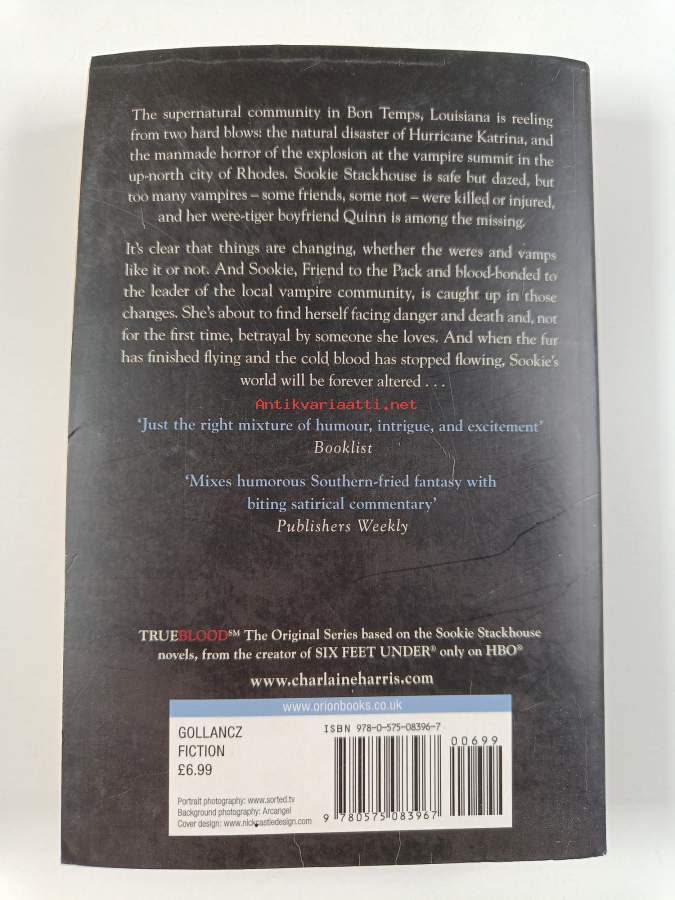 The supernatural community in Bon Temps, Louisiana is reeling
from two hard blows: the natural disaster of Hurricane Katrina, and
the manmade horror of the explosion at the vampire summit in the
up-north city of Rhodes. Sookie Stackhouse is safe but dazed, but
too many vampires – some friends, some not – were killed or injured,
and her were-tiger boyfriend Quinn is among the missing.
It's clear that things are changing, whether the weres and vamps
like it or not. And Sookie, Friend to the Pack and blood-bonded to
the leader of the local vampire community, is caught up in those
changes. She's about to find herself facing danger and death and, not
for the first time, betrayal by someone she loves. And when the fur
has finished flying and the cold blood has stopped flowing, Sookie's
world will be forever altered . . .
Antikvariaatti.net
'Just the right mixture of humour, intrigue, and excitement'
Booklist
'Mixes humorous Southern-fried fantasy with
biting satirical commentary'
Publishers Weekly
TRUEBLOOD℠ The Original Series based on the Sookie Stackhouse
novels, from the creator of SIX FEET UNDER® only on HBO®
www.charlaineharris.com
www.orionbooks.co.uk
GOLLANCZ
FICTION
£6.99
ISBN 978-0-575-08396-7
00699
9 780575 083967
Portrait photography: www.sorted.tv
Background photography: Arcangel
Cover design: www.nickcastledesign.com